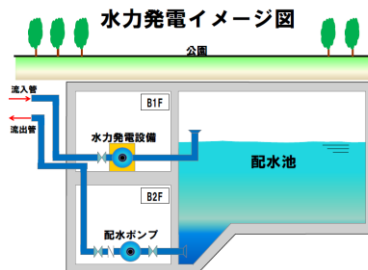 水力発電イメージ図
公園
流入管
流出管
B1F
水力発電設備
配水池
B2F
配水ポンプ